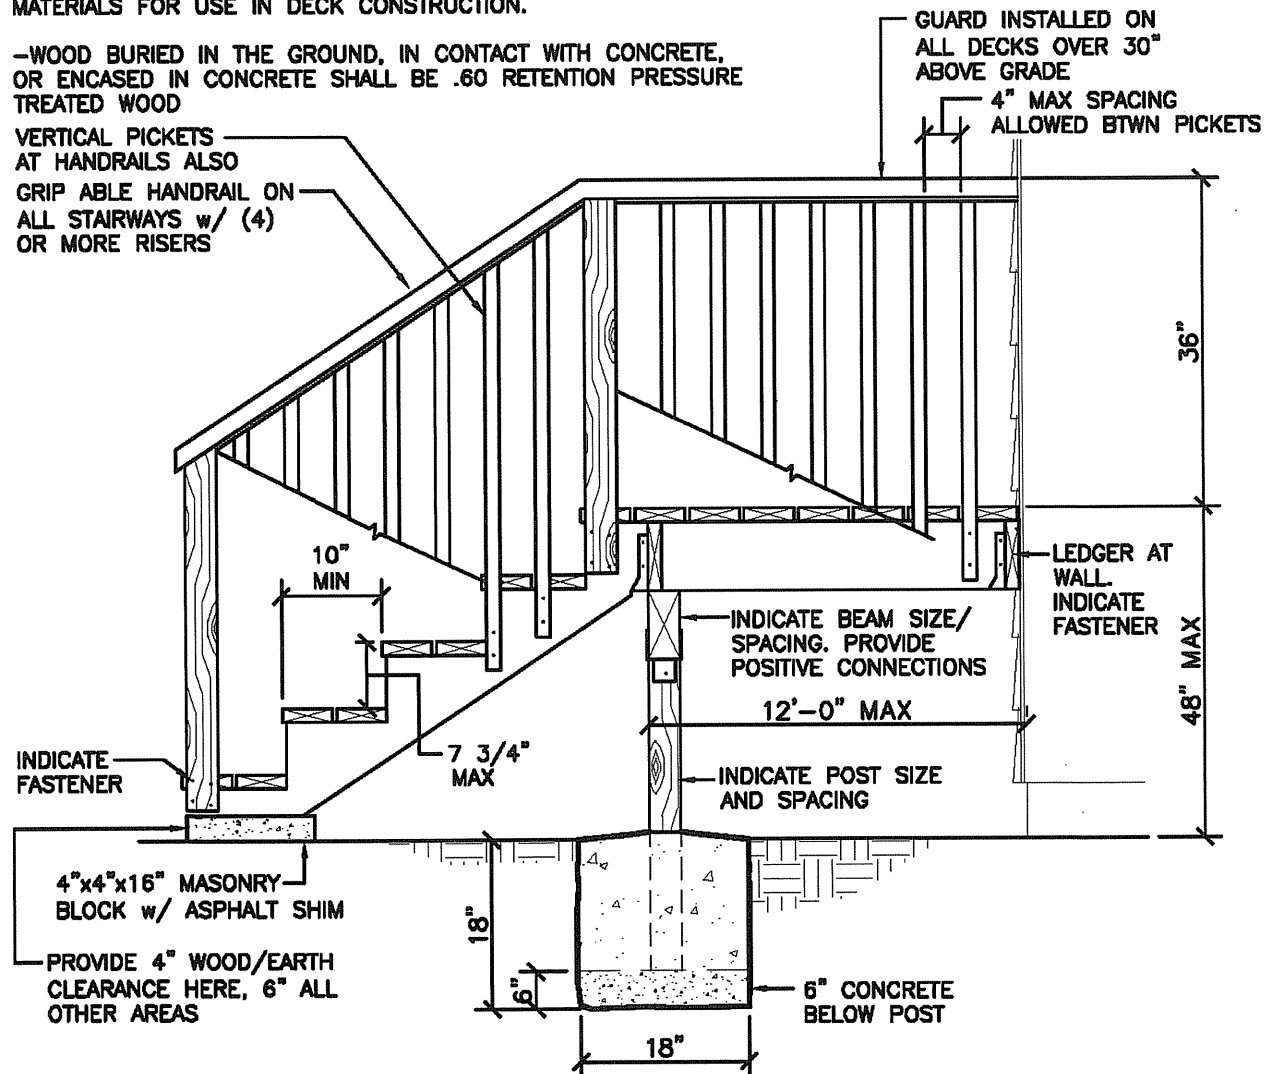 MATERIALS FOR USE IN DECK CONSTRUCTION.
-WOOD BURIED IN THE GROUND, IN CONTACT WITH CONCRETE,
OR ENCASED IN CONCRETE SHALL BE .60 RETENTION PRESSURE
TREATED WOOD
GUARD INSTALLED ON
ALL DECKS OVER 30"
ABOVE GRADE
4" MAX SPACING
ALLOWED BTWN PICKETS
VERTICAL PICKETS
AT HANDRAILS ALSO
GRIP ABLE HANDRAIL ON
ALL STAIRWAYS w/ (4)
OR MORE RISERS
36"
10"
MIN
LEDGER AT
WALL.
INDICATE
FASTENER
INDICATE BEAM SIZE/
SPACING. PROVIDE
POSITIVE CONNECTIONS
48" MAX
12'-0" MAX
7 3/4"
MAX
INDICATE
FASTENER
INDICATE POST SIZE
AND SPACING
4"x4"x16" MASONRY
BLOCK w/ ASPHALT SHIM
18"
6"
PROVIDE 4" WOOD/EARTH
CLEARANCE HERE, 6" ALL
OTHER AREAS
6" CONCRETE
BELOW POST
18"